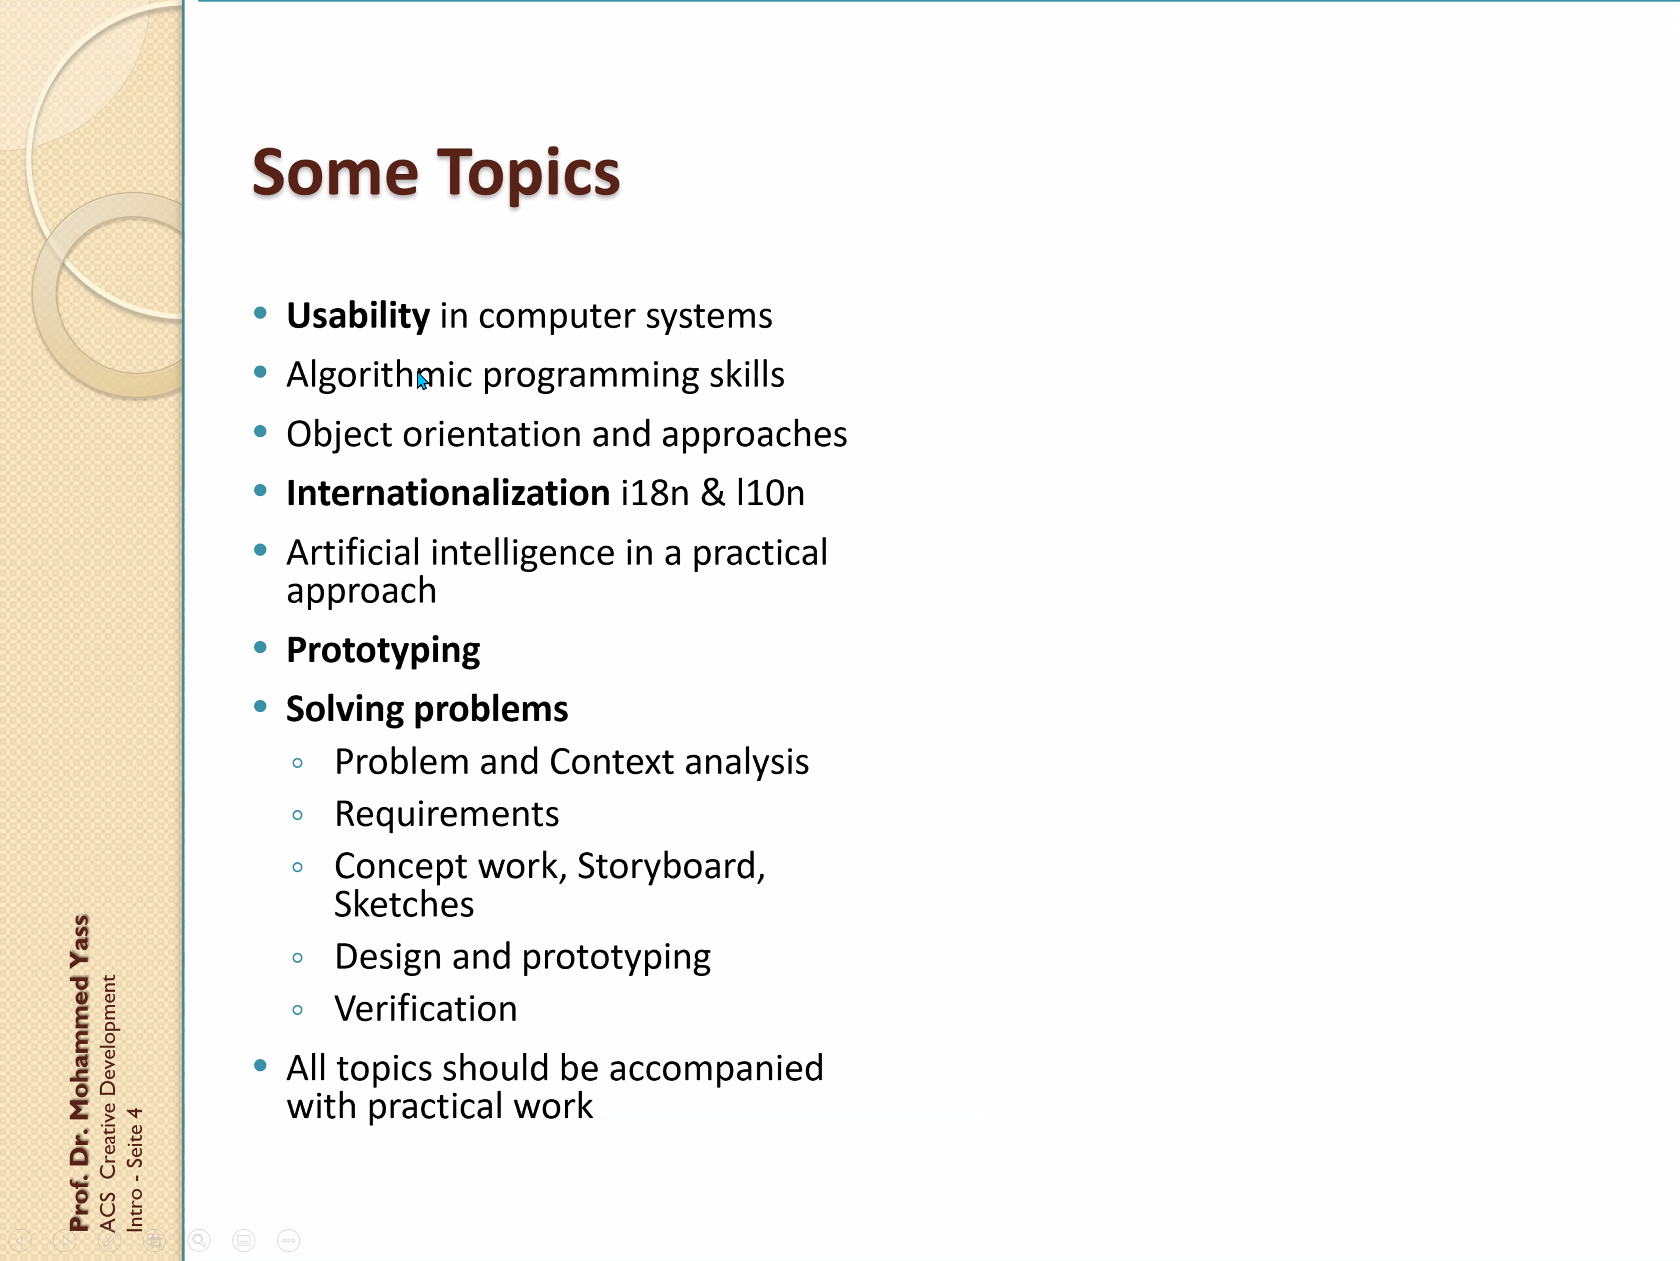 Some Topics
Usability in computer systems
Algorithmic programming skills
Object orientation and approaches
Internationalization i18n & l10n
Artificial intelligence in a practical
approach
Prototyping
Solving problems
Problem and Context analysis
Requirements
Concept work, Storyboard,
Sketches
Design and prototyping
Verification
All topics should be accompanied
with practical work
Prof. Dr. Mohammed Yass
ACS Creative Development
Intro - Seite 4